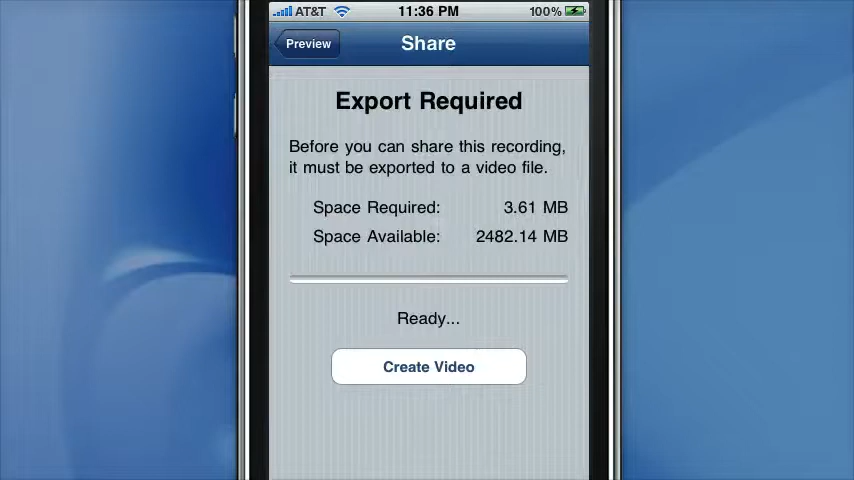 AT&T 11:36 PM 100%
Preview Share
Export Required
Before you can share this recording,
it must be exported to a video file.
Space Required: 3.61 MB
Space Available: 2482.14 MB
Ready...
Create Video